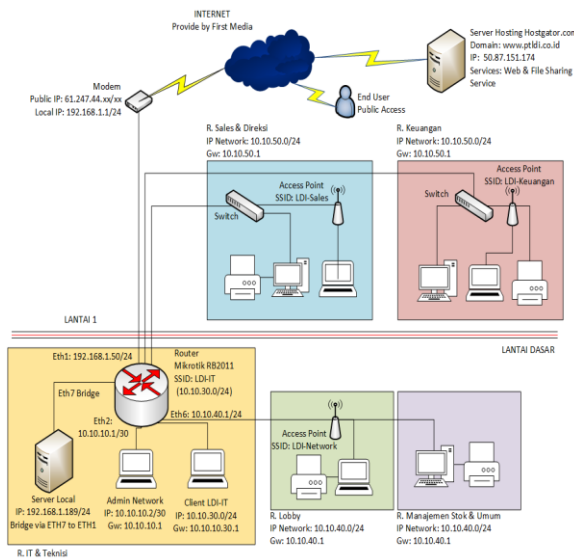 INTERNET
Provide by First Media
Server Hosting Hostgator.com
Domain: www.ptldi.co.id
IP: 50.87.151.174
Services: Web & File Sharing
Service
Modem
Public IP: 61.247.44.xx/xx
Local IP: 192.168.1.1/24
End User
Public Access
R. Sales & Direksi
IP Network: 10.10.50.0/24
Gw: 10.10.50.1
R. Keuangan
IP Network: 10.10.50.0/24
Gw: 10.10.50.1
Access Point
SSID: LDI-Sales
Switch
Access Point
SSID: LDI-Keuangan
Switch
LANTAI 1
LANTAI DASAR
Eth1: 192.168.1.50/24
Router
Mikrotik RB2011
SSID: LDI-IT
(10.10.30.0/24)
Eth7 Bridge
Eth2:
10.10.10.1/30
Eth6: 10.10.40.1/24
Server Local
IP: 192.168.1.189/24
Bridge via ETH7 to ETH1
Admin Network
IP: 10.10.10.2/30
Gw: 10.10.10.1
Client LDI-IT
IP: 10.10.30.0/24
Gw: 10.10.10.30.1
R. IT & Teknisi
Access Point
SSID: LDI-Network
R. Lobby
IP Network: 10.10.40.0/24
Gw: 10.10.40.1
R. Manajemen Stok & Umum
IP Network: 10.10.40.0/24
Gw: 10.10.40.1